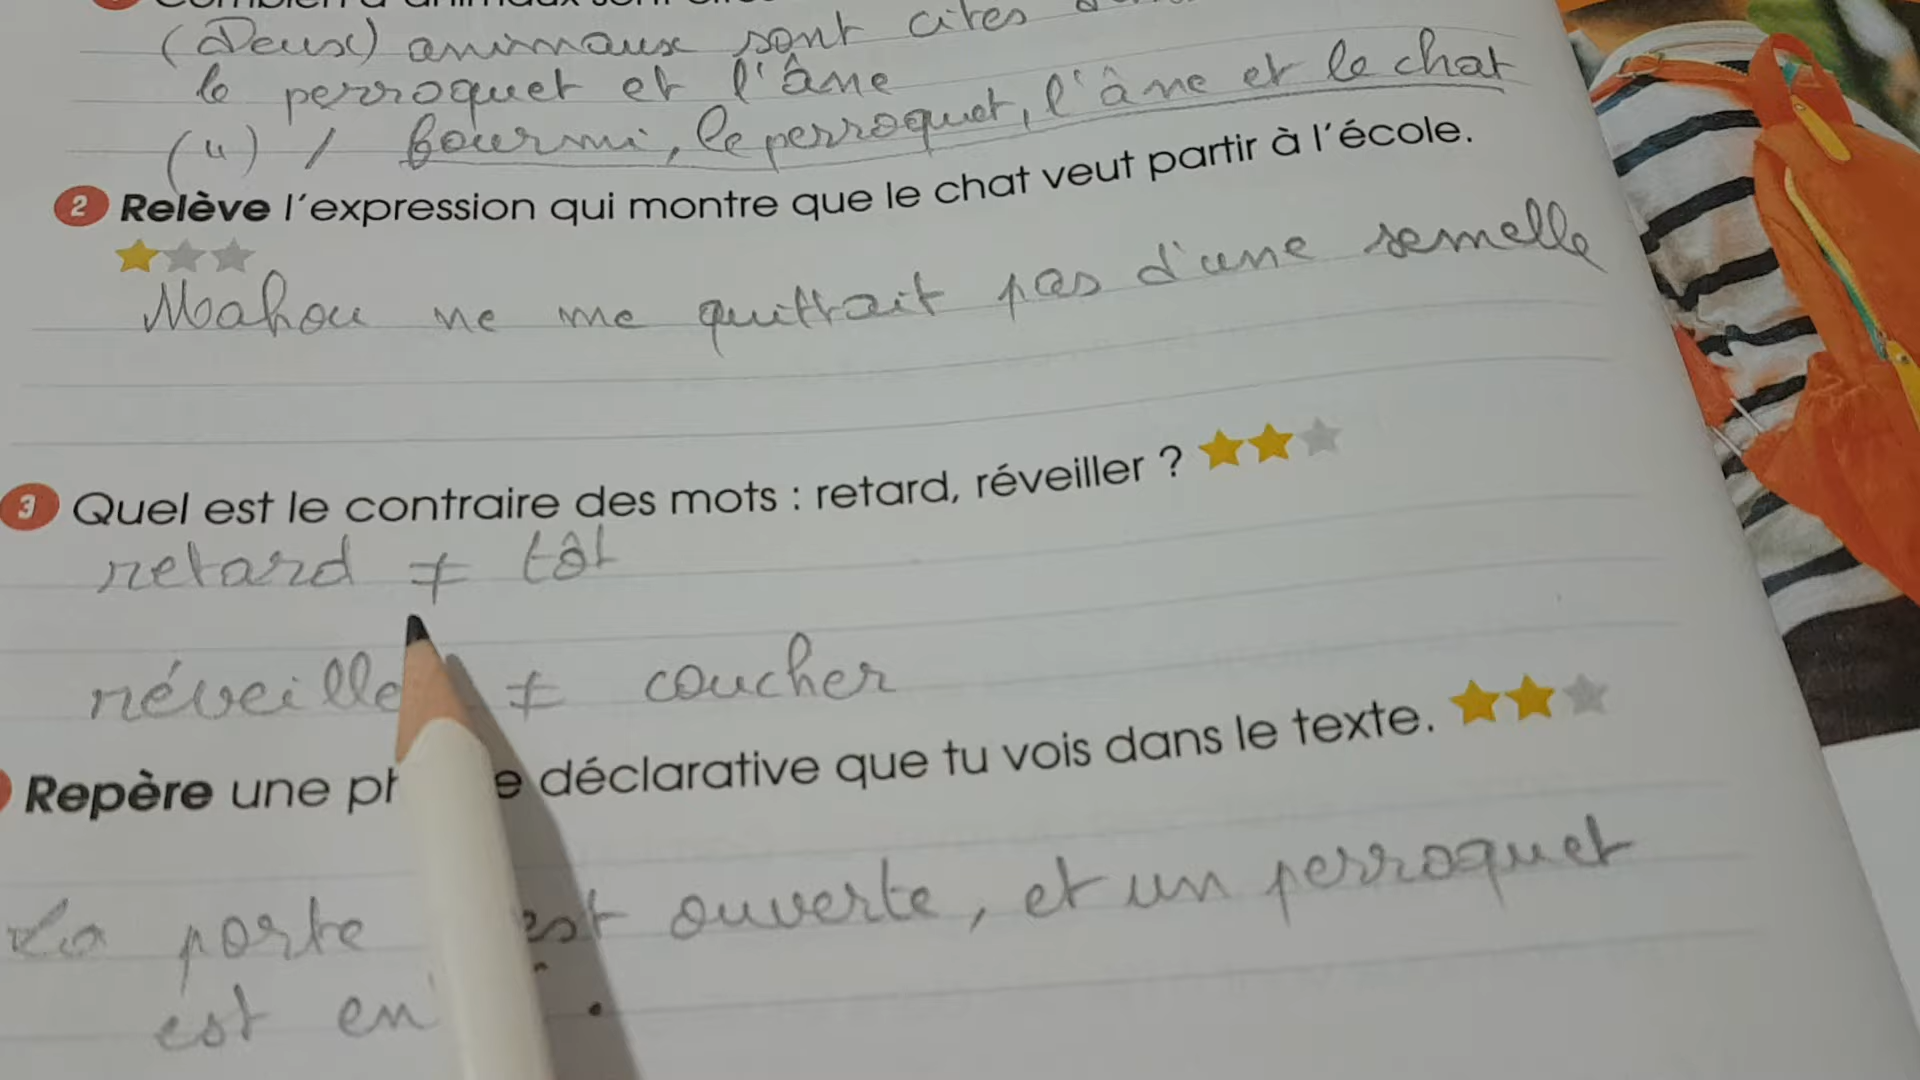 (Deux) animaux sont cités
le perroquet et l'âne
(4) / fourmi, le perroquet, l'âne et le chat
2 Relève l'expression qui montre que le chat veut partir à l'école.
Mahou ne me quittait pas d'une semelle
3 Quel est le contraire des mots : retard, réveiller ?
retard ≠ tôt
réveille ≠ coucher
Repère une ph e déclarative que tu vois dans le texte.
La porte est ouverte, et un perroquet
est en